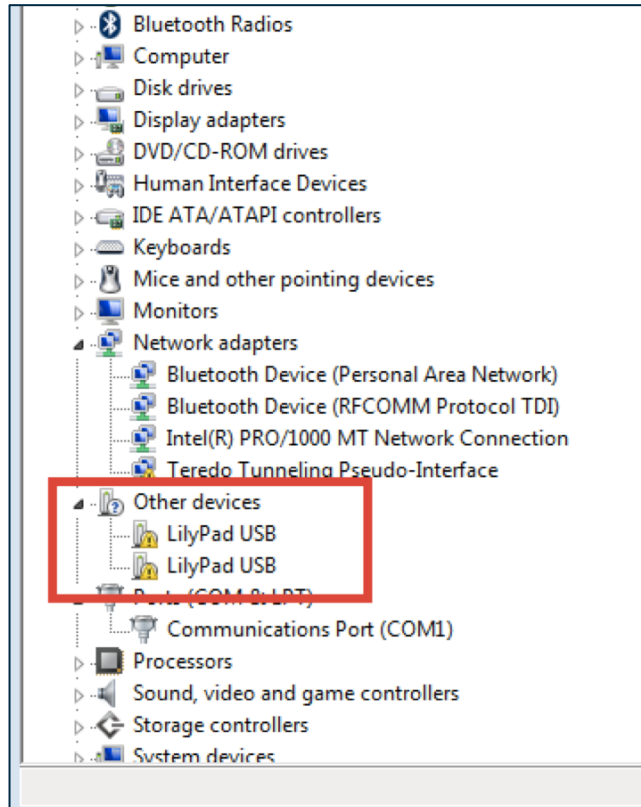 Bluetooth Radios
Computer
Disk drives
Display adapters
DVD/CD-ROM drives
Human Interface Devices
IDE ATA/ATAPI controllers
Keyboards
Mice and other pointing devices
Monitors
Network adapters
Bluetooth Device (Personal Area Network)
Bluetooth Device (RFCOMM Protocol TDI)
Intel(R) PRO/1000 MT Network Connection
Teredo Tunneling Pseudo-Interface
Other devices
LilyPad USB
LilyPad USB
Ports (COM & LPT)
Communications Port (COM1)
Processors
Sound, video and game controllers
Storage controllers
System devices